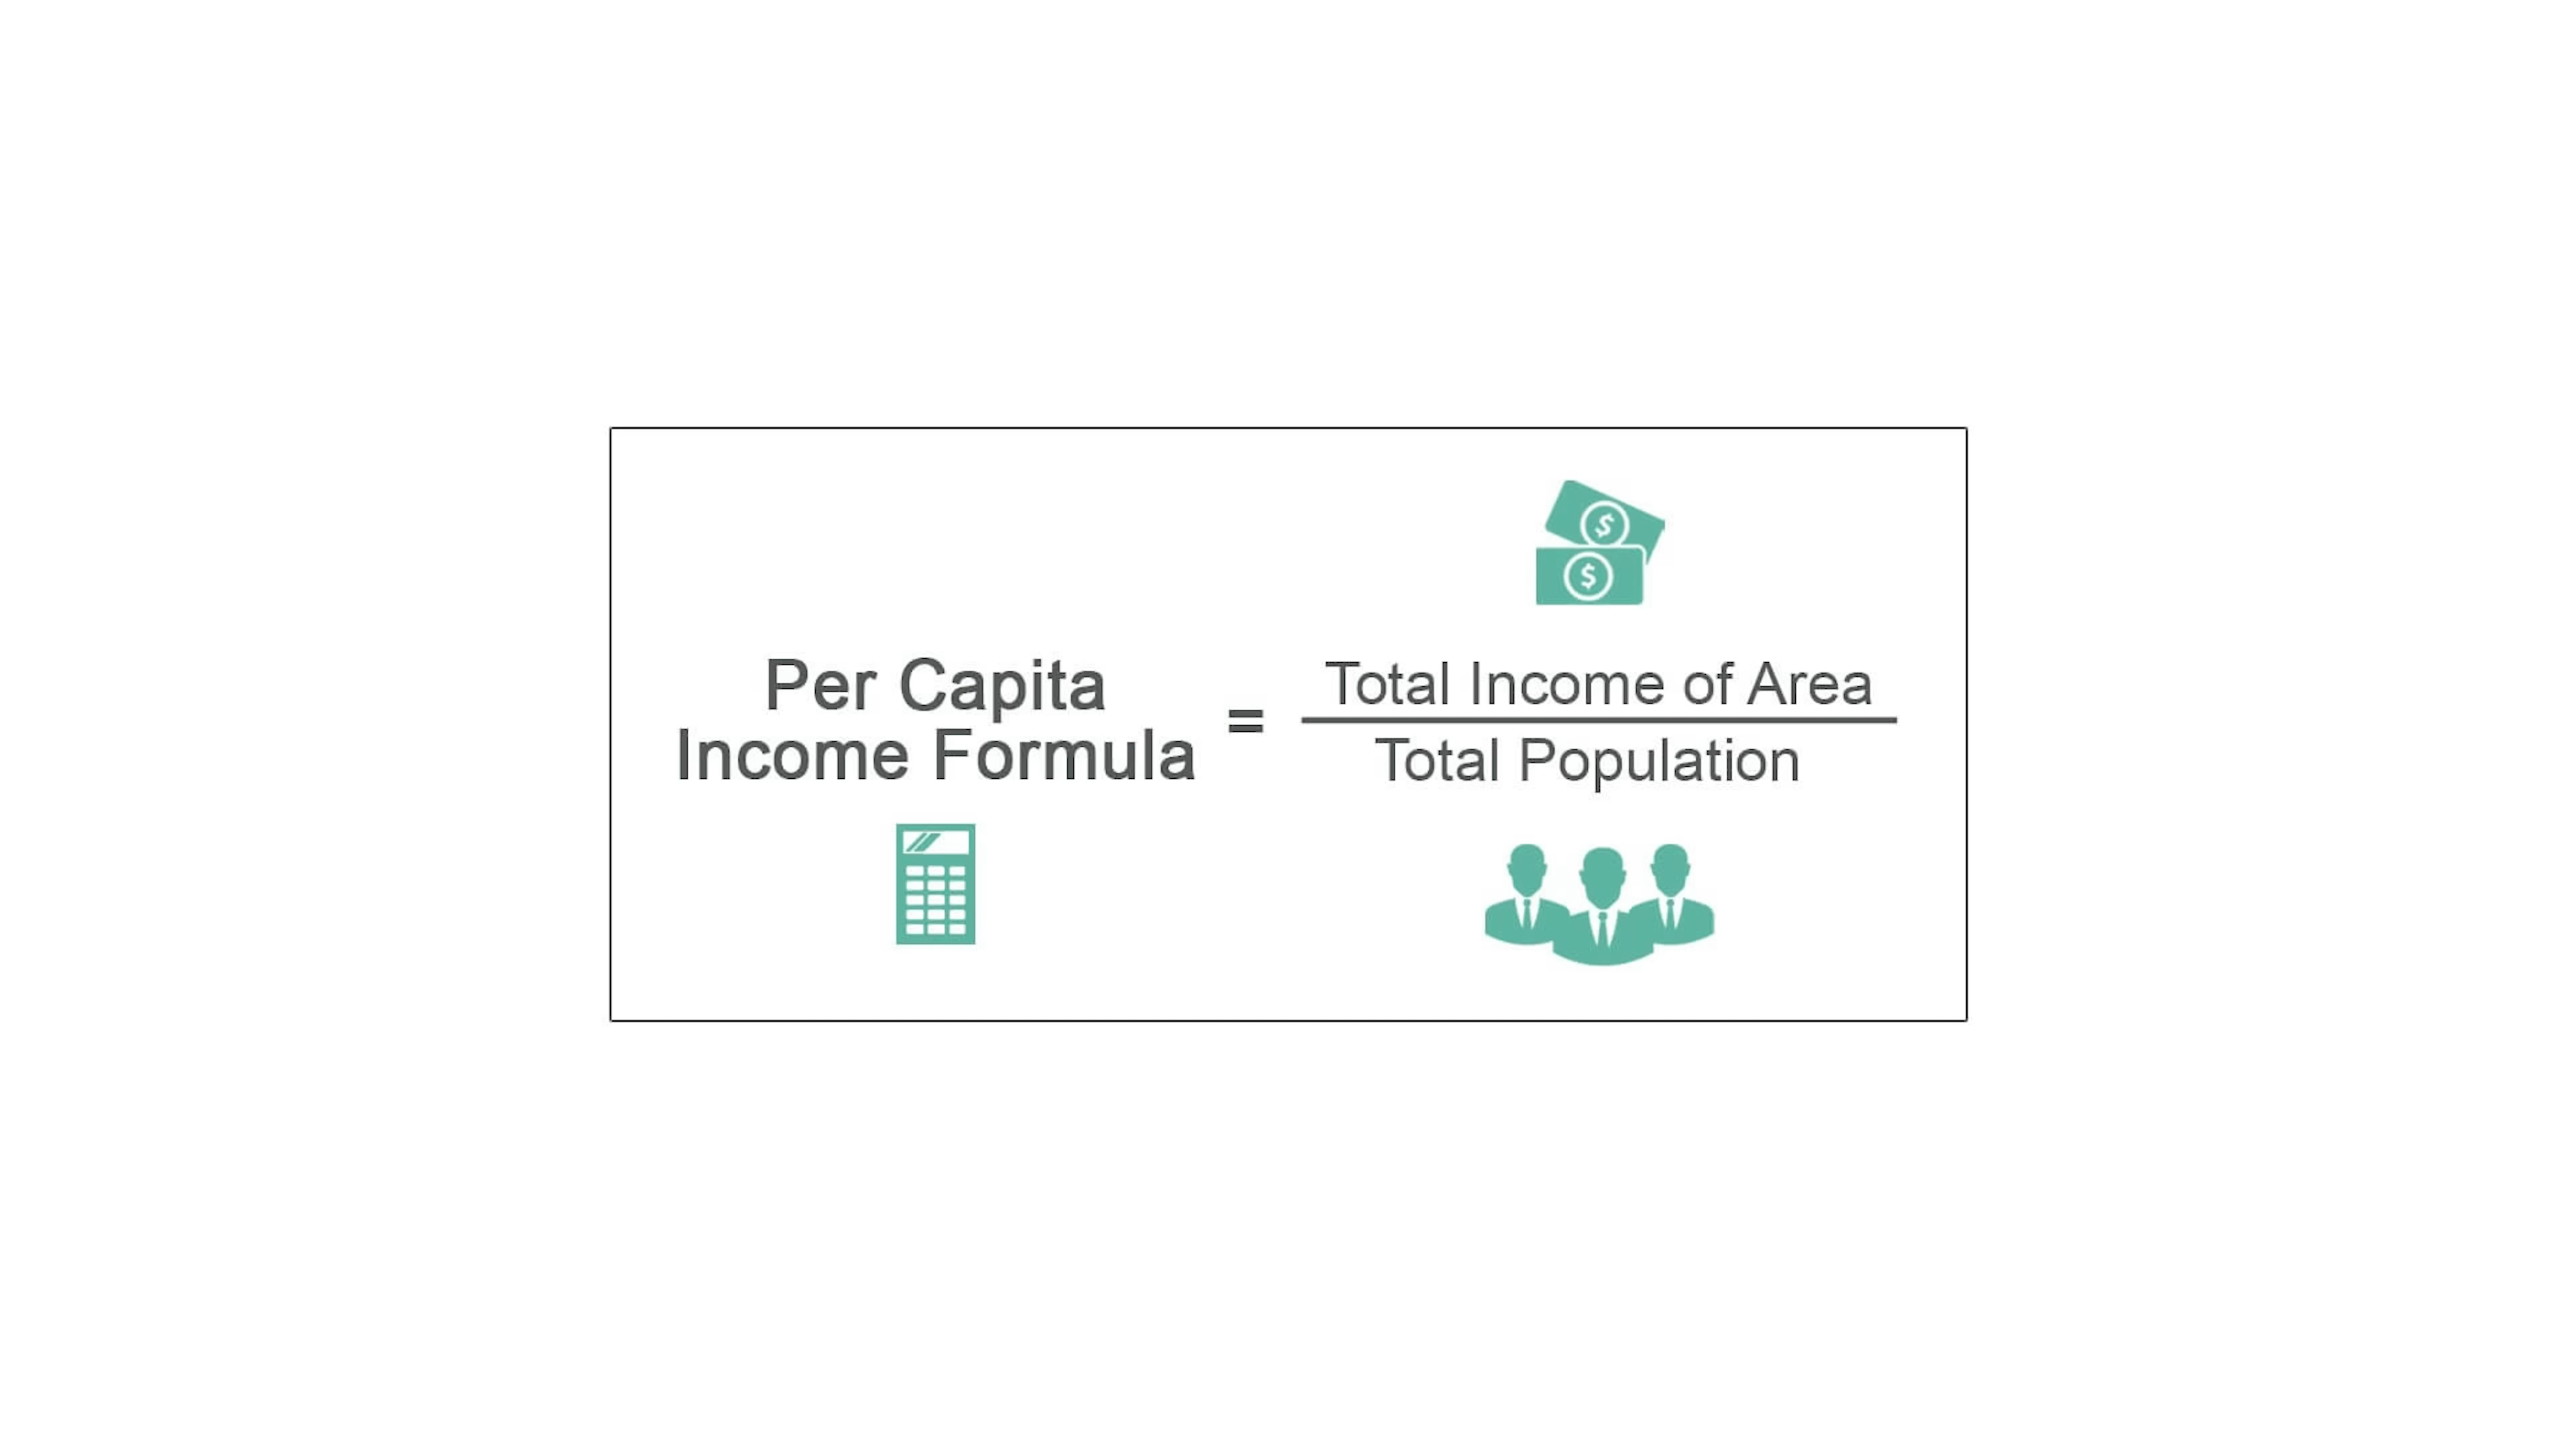 Per Capita
Income Formula
=
Total Income of Area
Total Population
$
$